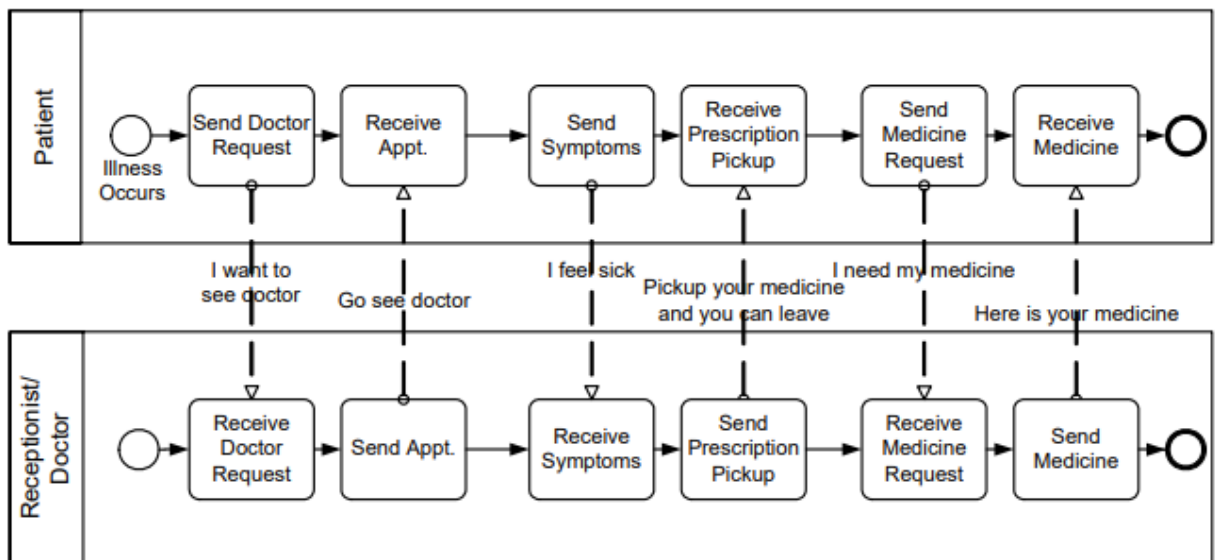 Patient
Illness
Occurs
Send Doctor
Request
Receive
Appt.
Send
Symptoms
Receive
Prescription
Pickup
Send
Medicine
Request
Receive
Medicine
I want to
see doctor
Go see doctor
I feel sick
Pickup your medicine
and you can leave
I need my medicine
Here is your medicine
Receptionist/
Doctor
Receive
Doctor
Request
Send Appt.
Receive
Symptoms
Send
Prescription
Pickup
Receive
Medicine
Request
Send
Medicine